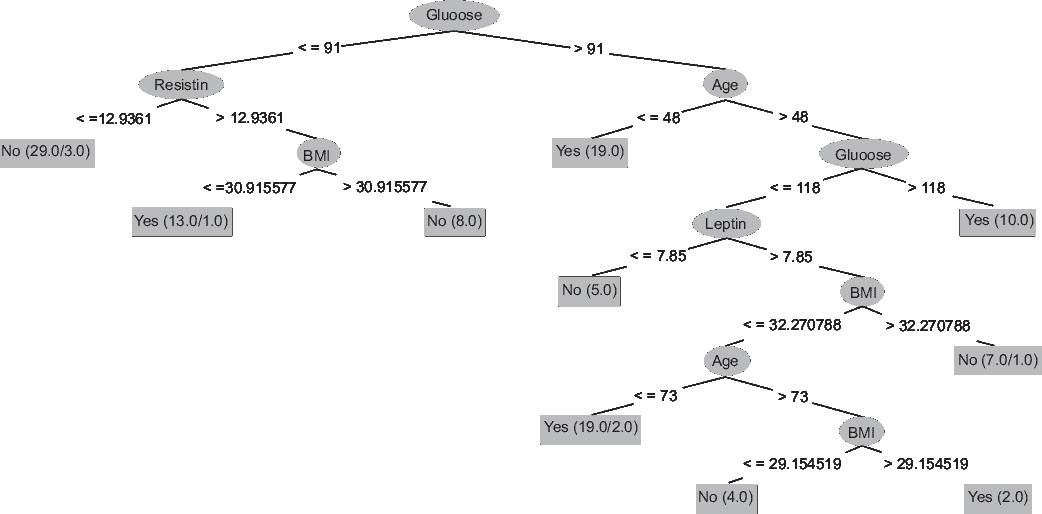 Gluoose
<= 91
> 91
Resistin
Age
< =12.9361
> 12.9361
<= 48
> 48
No (29.0/3.0)
BMI
Yes (19.0)
Gluoose
< =30.915577
> 30.915577
<= 118
> 118
Yes (13.0/1.0)
No (8.0)
Leptin
Yes (10.0)
<= 7.85
> 7.85
No (5.0)
BMI
<= 32.270788
> 32.270788
Age
No (7.0/1.0)
<= 73
> 73
Yes (19.0/2.0)
BMI
<= 29.154519
> 29.154519
No (4.0)
Yes (2.0)